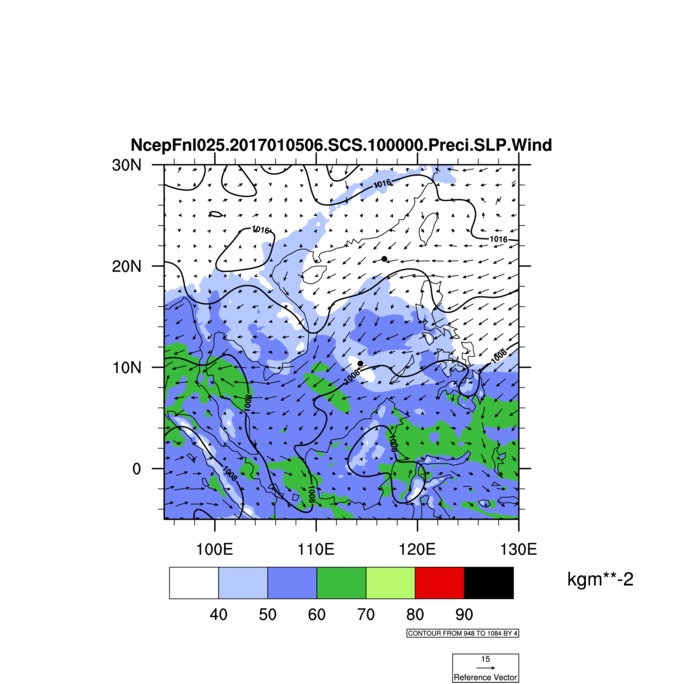 NcepFnl025.2017010506.SCS.100000.Preci.SLP.Wind
30N
1016
1016
1016
20N
1008
10N
1008
1008
1008
1008
0
1008
100E 110E 120E 130E
kgm**-2
40 50 60 70 80 90
CONTOUR FROM 948 TO 1084 BY 4
15
Reference Vector